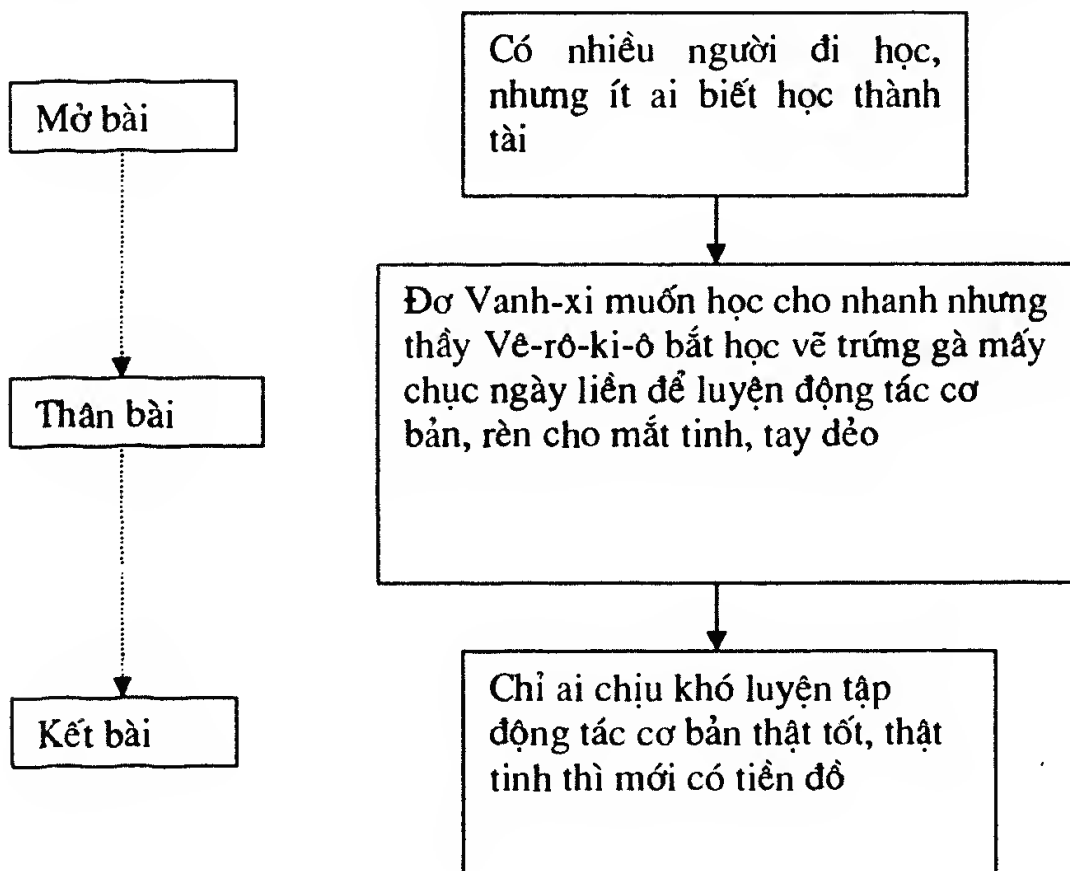 Mở bài
Có nhiều người đi học,
nhưng ít ai biết học thành
tài
Thân bài
Đơ Vanh-xi muốn học cho nhanh nhưng
thầy Vê-rô-ki-ô bắt học vẽ trứng gà mấy
chục ngày liền để luyện động tác cơ
bản, rèn cho mắt tinh, tay dẻo
Kết bài
Chỉ ai chịu khó luyện tập
động tác cơ bản thật tốt, thật
tinh thì mới có tiền đồ